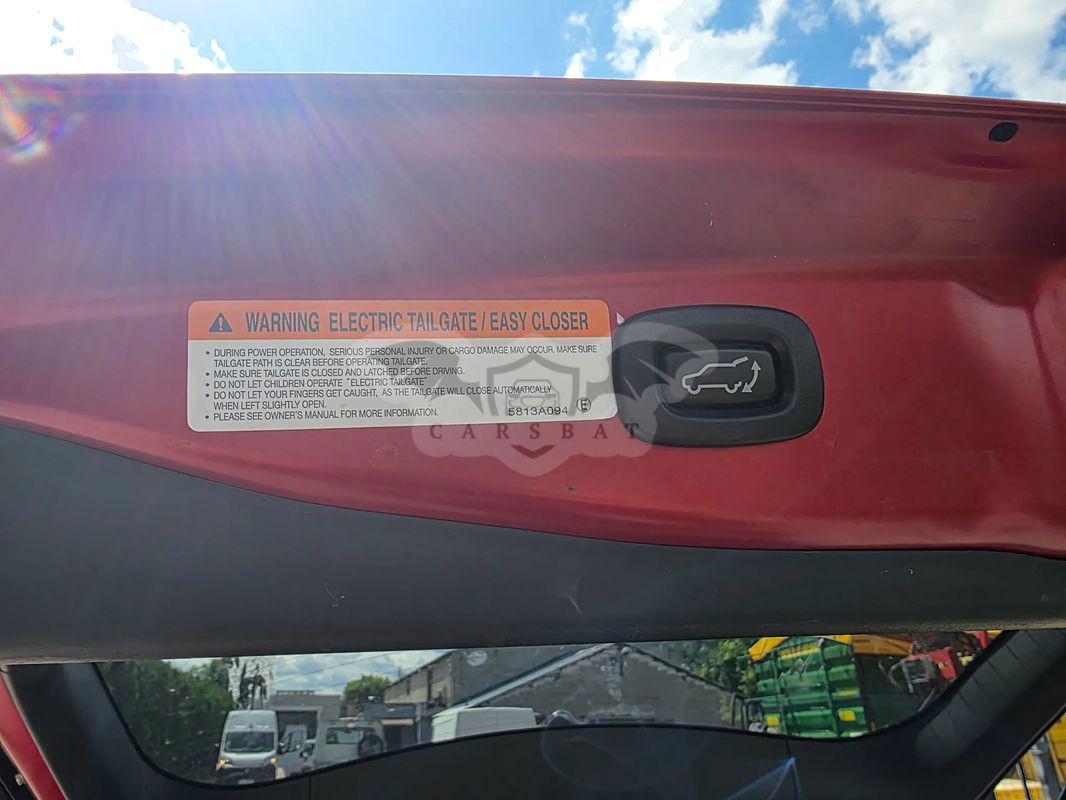 WARNING ELECTRIC TAILGATE / EASY CLOSER
• DURING POWER OPERATION, SERIOUS PERSONAL INJURY OR CARGO DAMAGE MAY OCCUR. MAKE SURE
TAILGATE PATH IS CLEAR BEFORE OPERATING TAILGATE.
• MAKE SURE TAILGATE IS CLOSED AND LATCHED BEFORE DRIVING.
• DO NOT LET CHILDREN OPERATE "ELECTRIC TAILGATE"
• DO NOT LET YOUR FINGERS GET CAUGHT, AS THE TAILGATE WILL CLOSE AUTOMATICALLY
WHEN LEFT SLIGHTLY OPEN.
• PLEASE SEE OWNER'S MANUAL FOR MORE INFORMATION.
5813A094 E
CARSBAT